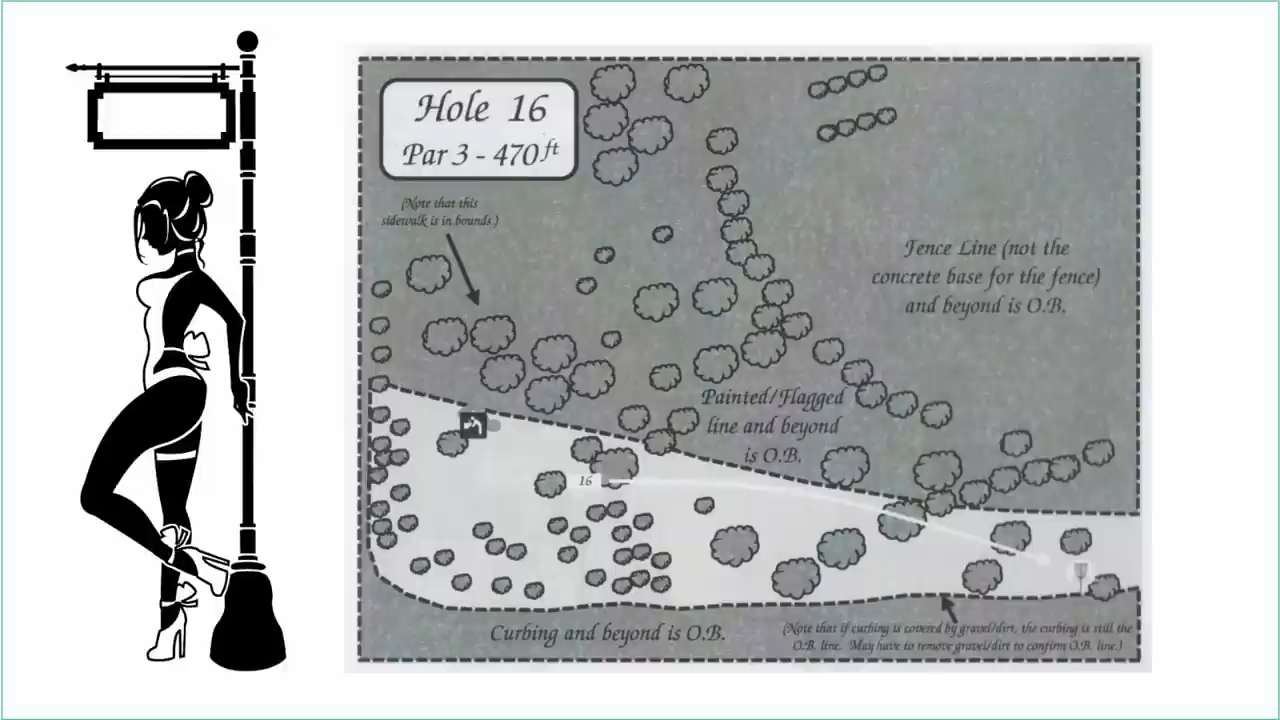 Hole 16
Par 3 - 470 ft
(Note that this
sidewalk is in bounds.)
Fence Line (not the
concrete base for the fence)
and beyond is O.B.
Painted/Flagged
line and beyond
is O.B.
16
Curbing and beyond is O.B.
(Note that if curbing is covered by gravel/dirt, the curbing is still the
O.B. line. May have to remove gravel/dirt to confirm O.B. line.)